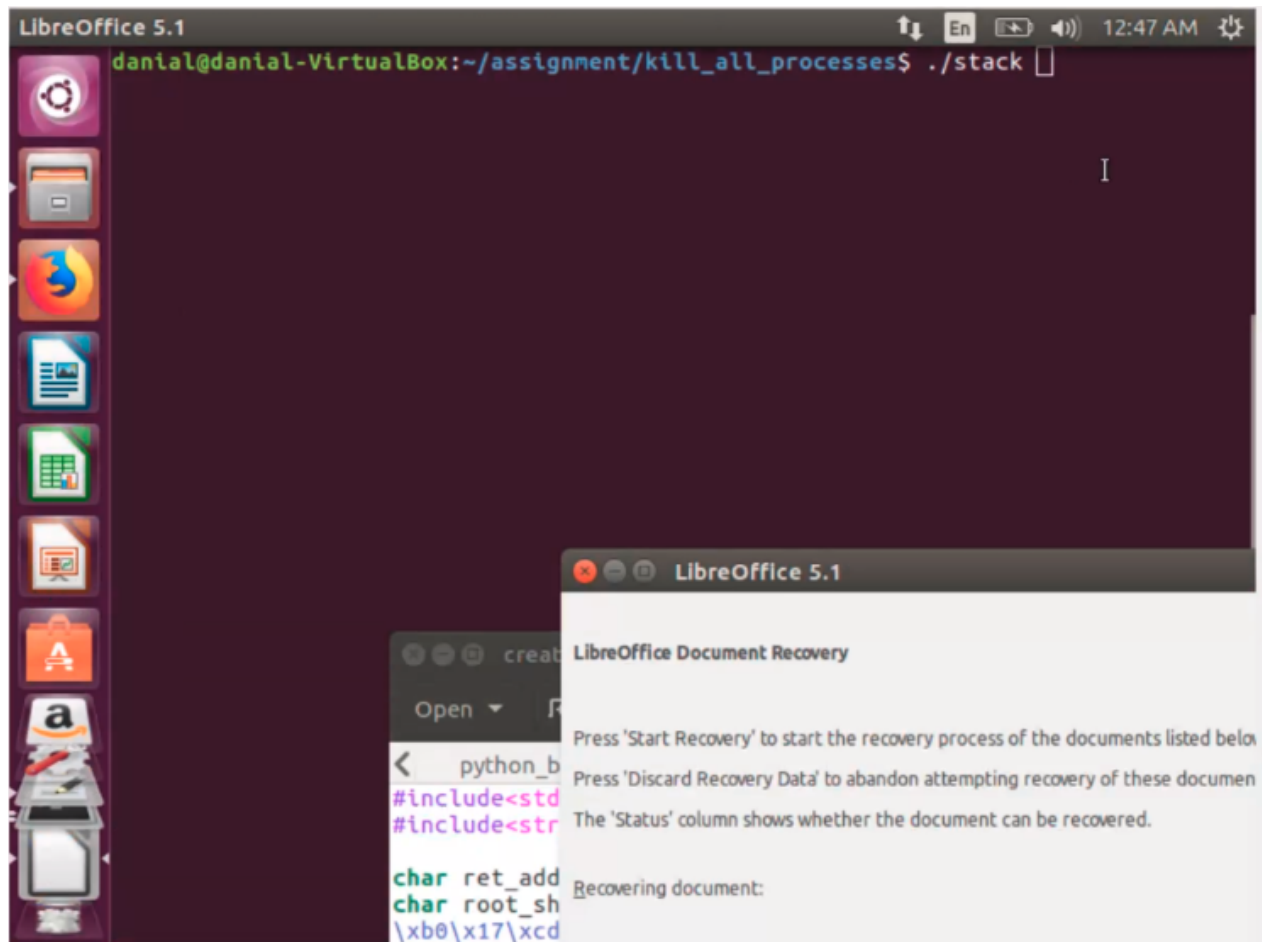 LibreOffice 5.1
En
12:47 AM
danial@danial-VirtualBox:~/assignment/kill_all_processes$ ./stack
LibreOffice 5.1
LibreOffice Document Recovery
Press 'Start Recovery' to start the recovery process of the documents listed belo
Press 'Discard Recovery Data' to abandon attempting recovery of these documen
The 'Status' column shows whether the document can be recovered.
Recovering document:
creat
Open
python_b
#include<std
#include<str
char ret_add
char root_sh
\xb0\x17\xcd